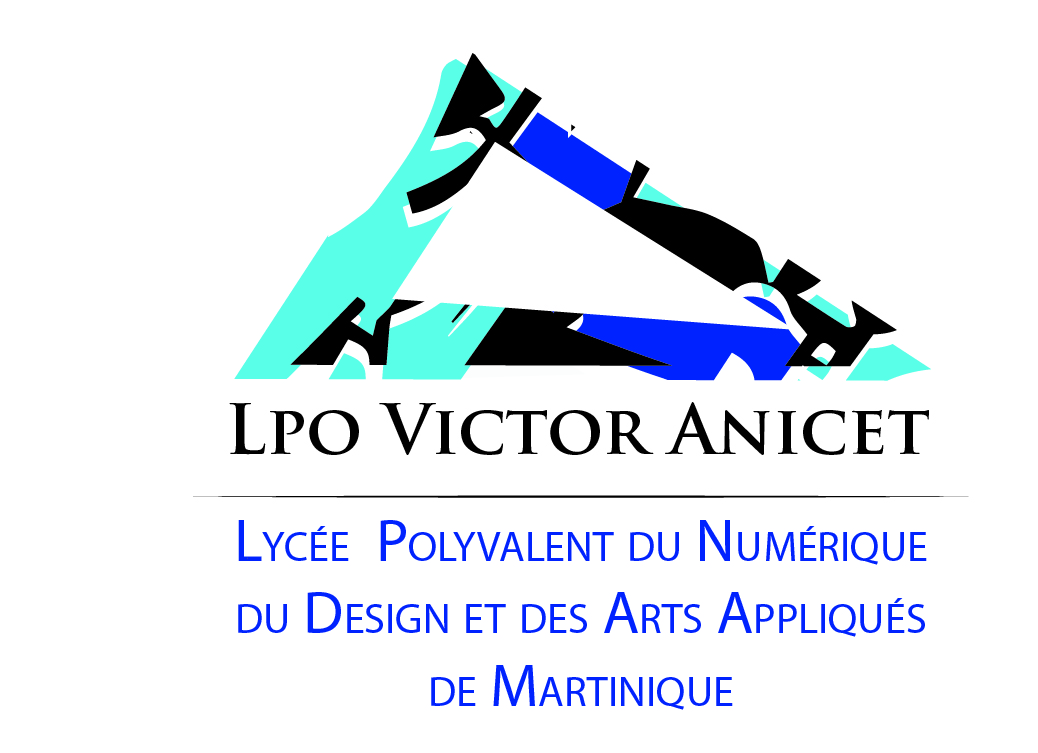 LPO VICTOR ANICET
LYCÉE POLYVALENT DU NUMÉRIQUE
DU DESIGN ET DES ARTS APPLIQUÉS
DE MARTINIQUE